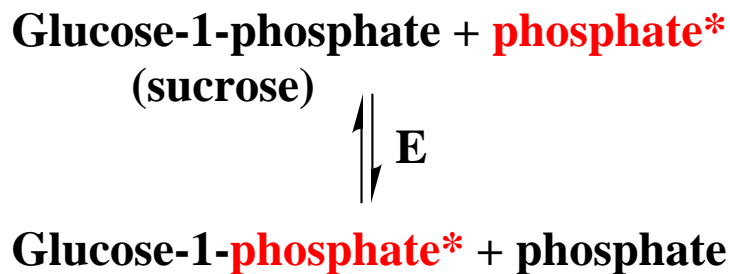 Glucose-1-phosphate + phosphate*
(sucrose)
E
Glucose-1-phosphate* + phosphate